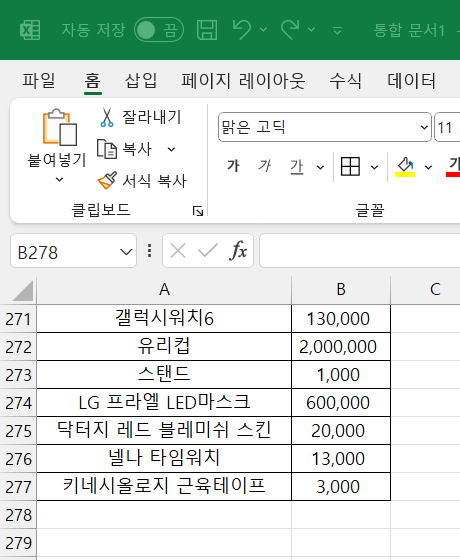 자동 저장 끔 통합 문서1
파일 홈 삽입 페이지 레이아웃 수식 데이터
잘라내기
복사
서식 복사
붙여넣기
클립보드
맑은 고딕 11
가 가 가 가
글꼴
B278 fx
A B C
271 갤럭시워치6 130,000
272 유리컵 2,000,000
273 스탠드 1,000
274 LG 프라엘 LED마스크 600,000
275 닥터지 레드 블레미쉬 스킨 20,000
276 넬나 타임워치 13,000
277 키네시올로지 근육테이프 3,000
278
279